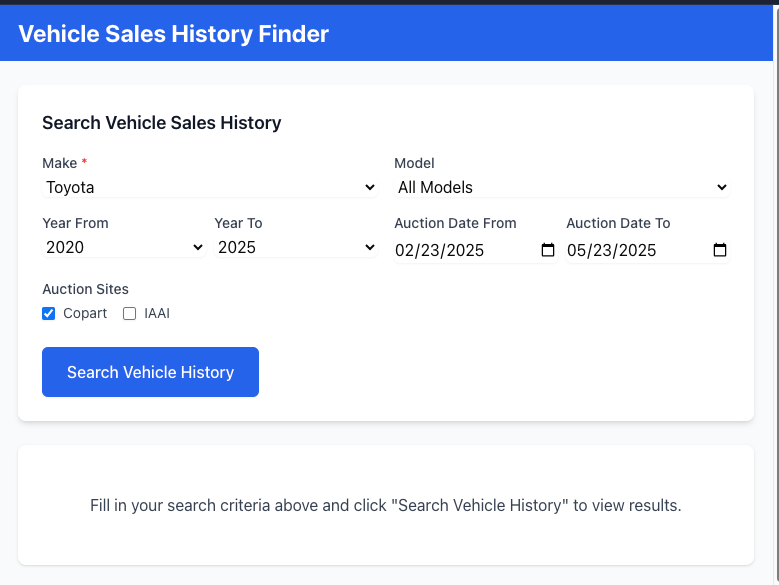 Vehicle Sales History Finder
Search Vehicle Sales History
Make * Model
Toyota All Models
Year From Year To Auction Date From Auction Date To
2020 2025 02/23/2025 05/23/2025
Auction Sites
Copart IAAI
Search Vehicle History
Fill in your search criteria above and click "Search Vehicle History" to view results.